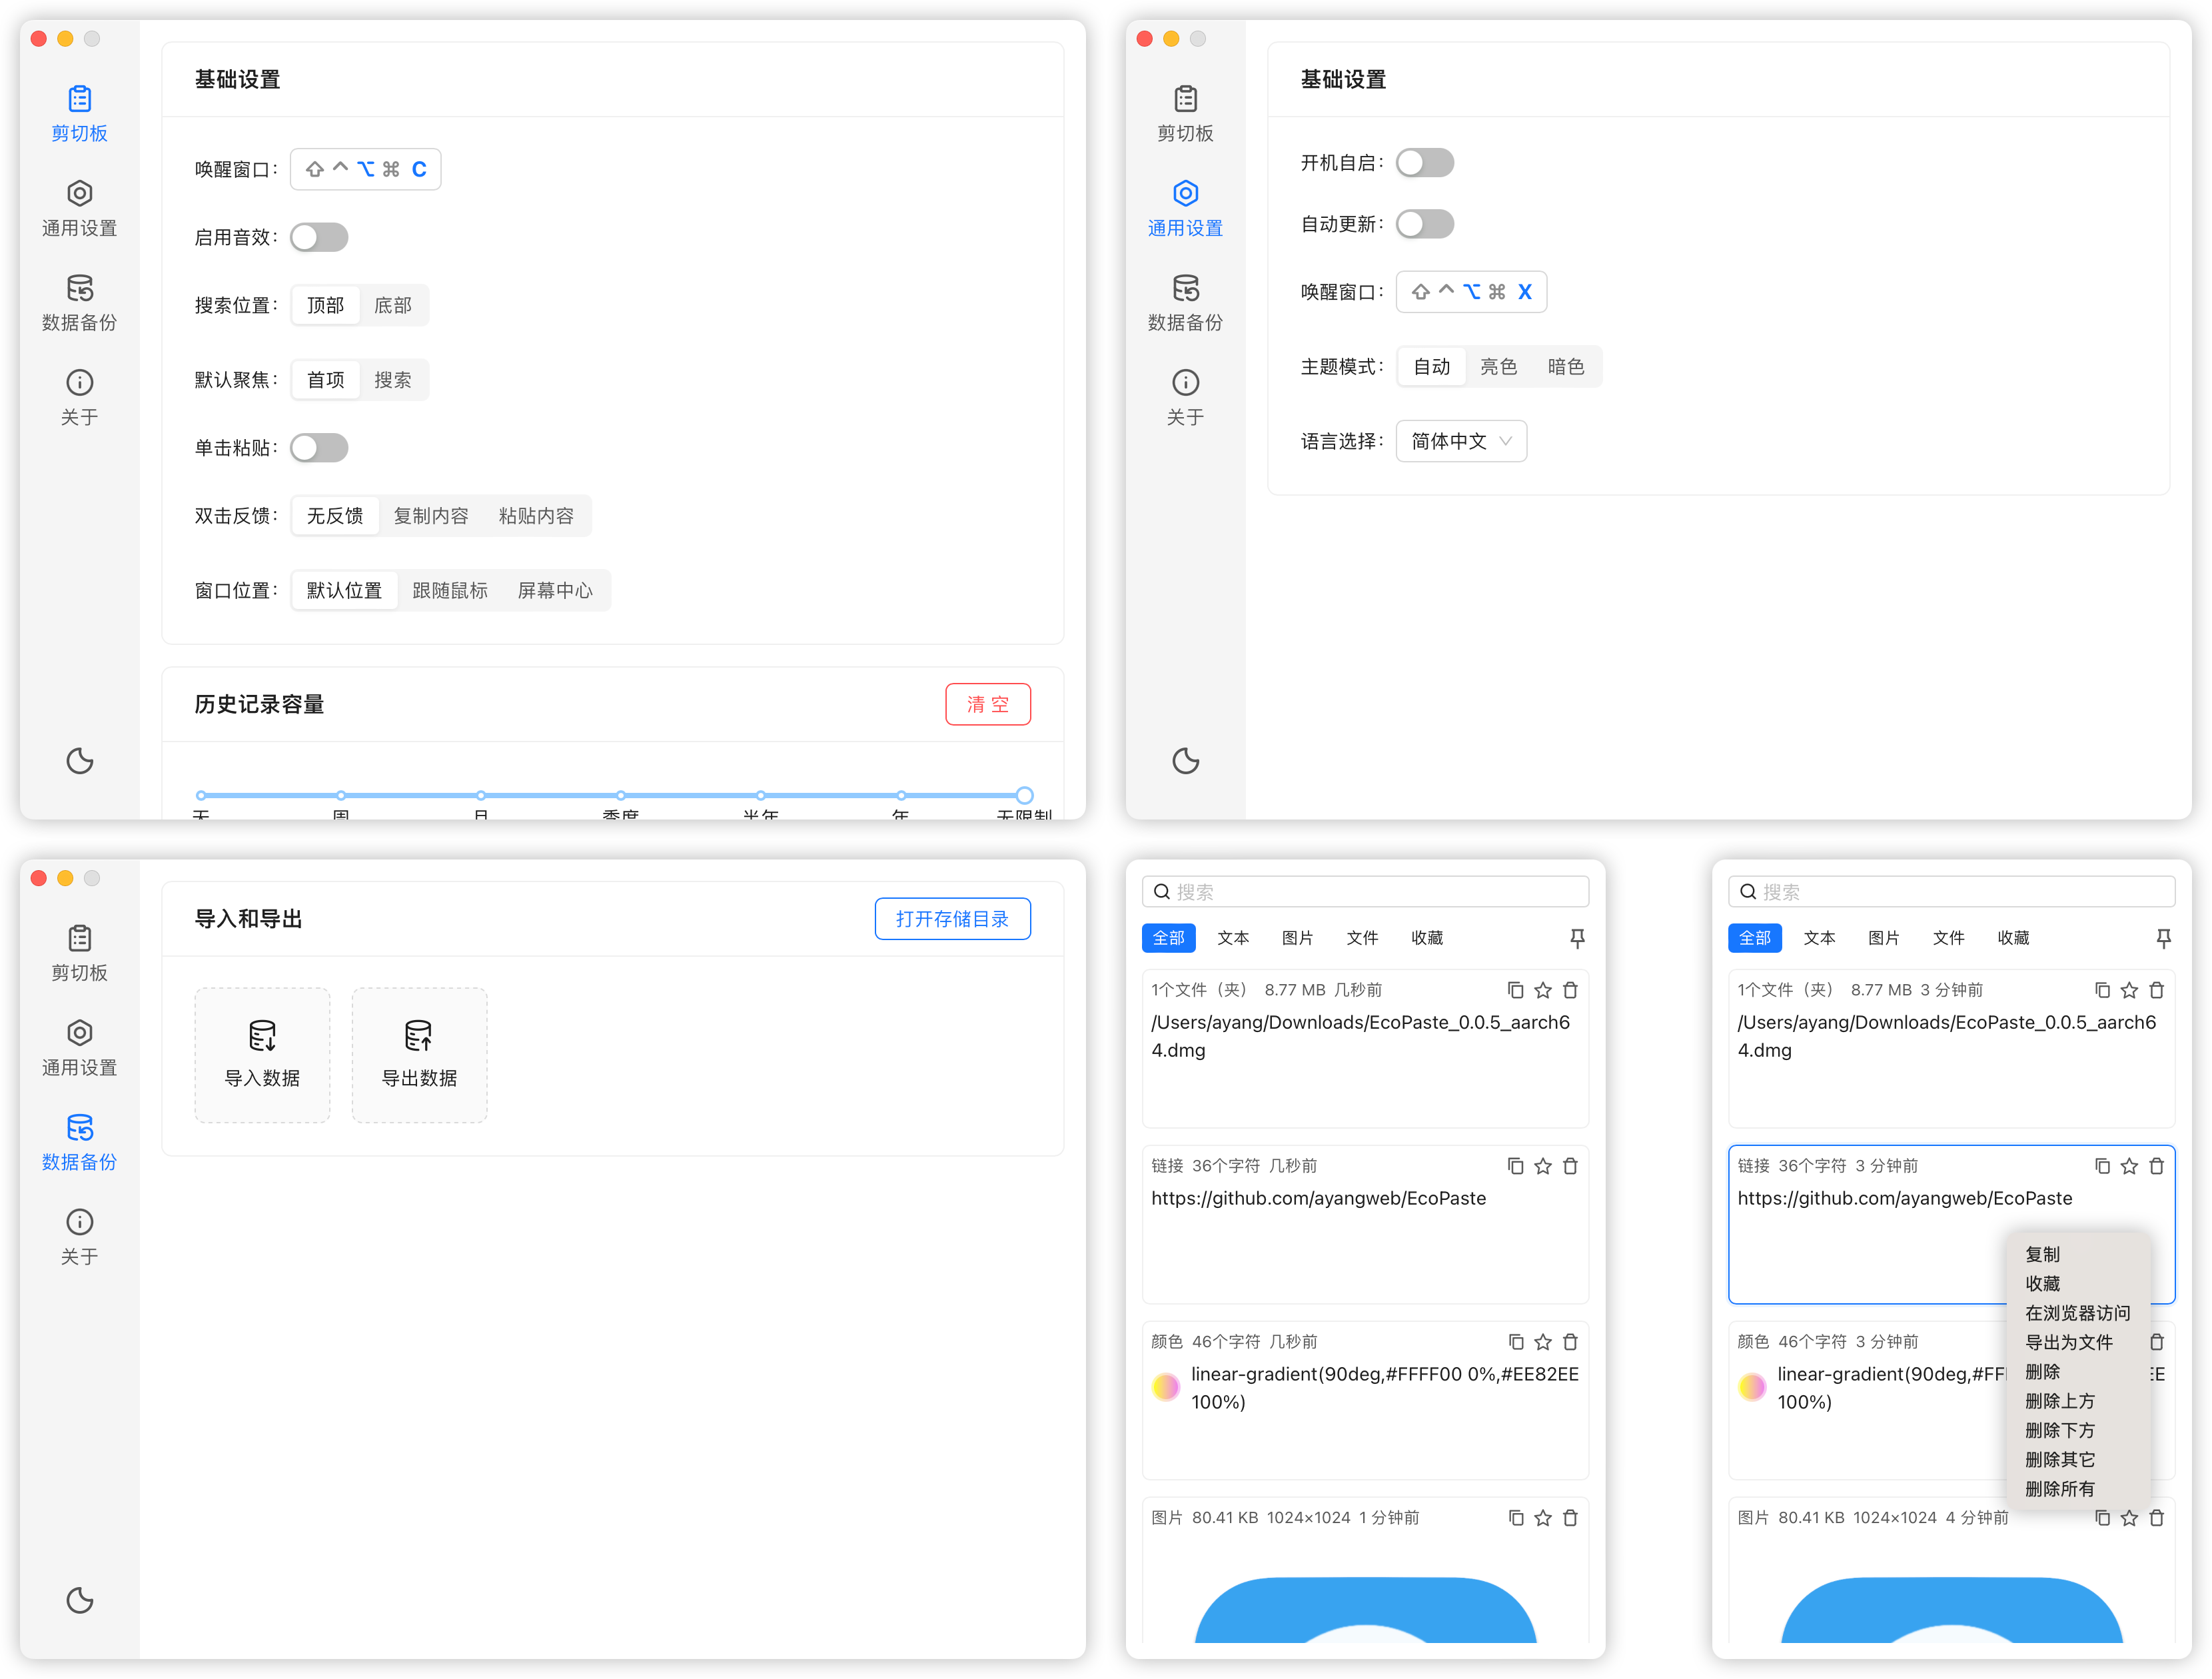 剪切板
通用设置
数据备份
关于
基础设置
唤醒窗口: ⇧ ⌃ ⌥ ⌘ C
启用音效:
搜索位置: 顶部 底部
默认聚焦: 首项 搜索
单击粘贴:
双击反馈: 无反馈 复制内容 粘贴内容
窗口位置: 默认位置 跟随鼠标 屏幕中心
历史记录容量 清 空
天 周 月 季度 半年 年 无限制
剪切板
通用设置
数据备份
关于
基础设置
开机自启:
自动更新:
唤醒窗口: ⇧ ⌃ ⌥ ⌘ X
主题模式: 自动 亮色 暗色
语言选择: 简体中文
剪切板
通用设置
数据备份
关于
导入和导出 打开存储目录
导入数据 导出数据
搜索
全部 文本 图片 文件 收藏
1个文件（夹） 8.77 MB 几秒前
/Users/ayang/Downloads/EcoPaste_0.0.5_aarch6
4.dmg
链接 36个字符 几秒前
https://github.com/ayangweb/EcoPaste
颜色 46个字符 几秒前
linear-gradient(90deg,#FFFF00 0%,#EE82EE
100%)
图片 80.41 KB 1024×1024 1 分钟前
搜索
全部 文本 图片 文件 收藏
1个文件（夹） 8.77 MB 3 分钟前
/Users/ayang/Downloads/EcoPaste_0.0.5_aarch6
4.dmg
链接 36个字符 3 分钟前
https://github.com/ayangweb/EcoPaste
复制
收藏
在浏览器访问
导出为文件
删除
删除上方
删除下方
删除其它
删除所有
颜色 46个字符 3 分钟前
linear-gradient(90deg,#FF EE
100%)
图片 80.41 KB 1024×1024 4 分钟前